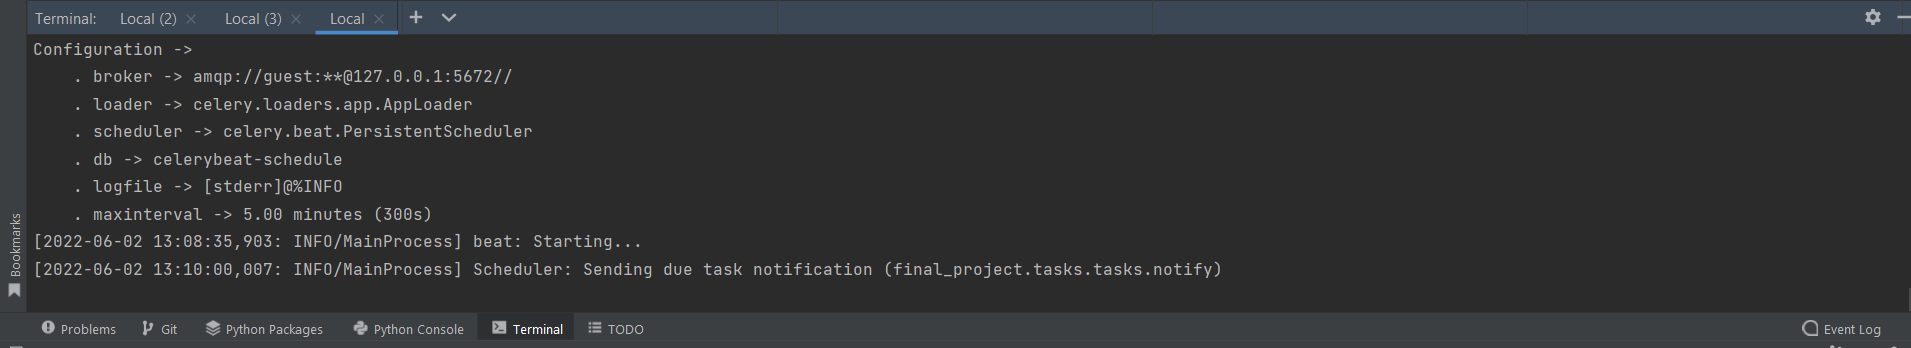 Terminal: Local (2) Local (3) Local
Configuration ->
. broker -> amqp://guest:**@127.0.0.1:5672//
. loader -> celery.loaders.app.AppLoader
. scheduler -> celery.beat.PersistentScheduler
. db -> celerybeat-schedule
. logfile -> [stderr]@%INFO
. maxinterval -> 5.00 minutes (300s)
[2022-06-02 13:08:35,903: INFO/MainProcess] beat: Starting...
[2022-06-02 13:10:00,007: INFO/MainProcess] Scheduler: Sending due task notification (final_project.tasks.tasks.notify)
Bookmarks
Problems Git Python Packages Python Console Terminal TODO Event Log